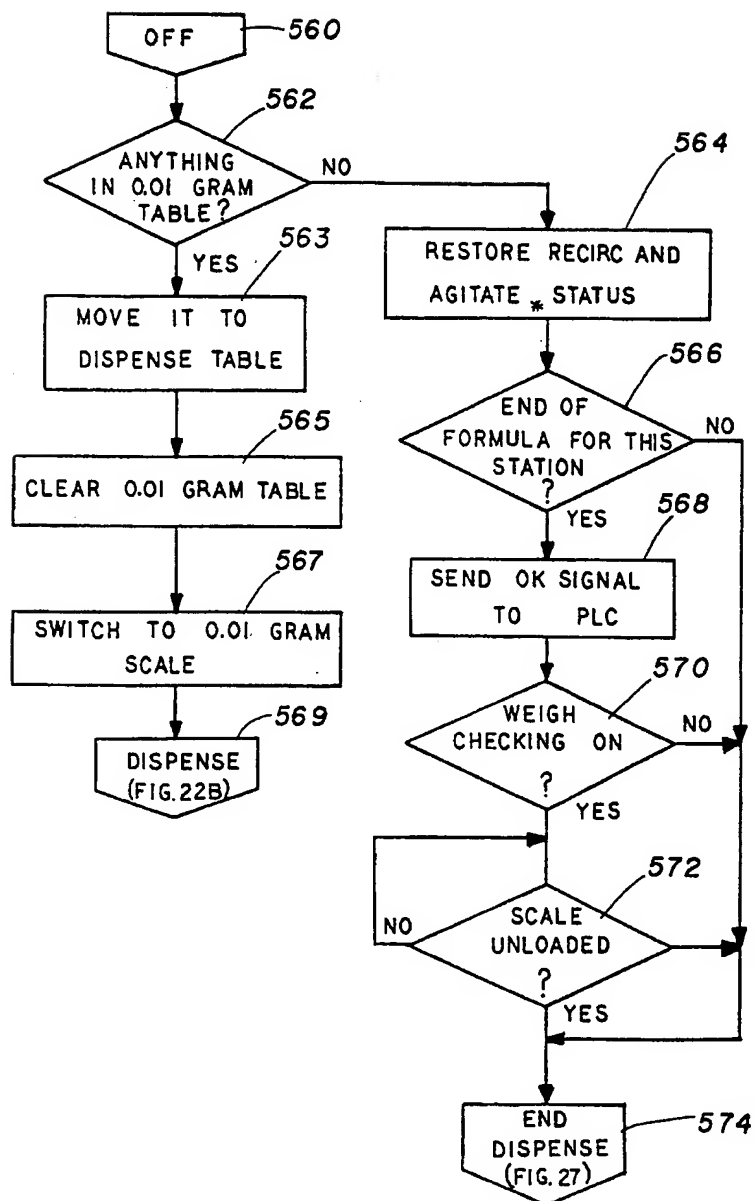 OFF
560
562
ANYTHING
IN 0.01 GRAM
TABLE?
NO
YES
563
MOVE IT TO
DISPENSE TABLE
565
CLEAR 0.01 GRAM TABLE
567
SWITCH TO 0.01 GRAM
SCALE
569
DISPENSE
(FIG.22B)
564
RESTORE RECIRC AND
AGITATE * STATUS
566
END OF
FORMULA FOR THIS
STATION
?
NO
YES
568
SEND OK SIGNAL
TO PLC
570
WEIGH
CHECKING ON
?
NO
YES
572
SCALE
UNLOADED
?
NO
YES
END
DISPENSE
(FIG. 27)
574